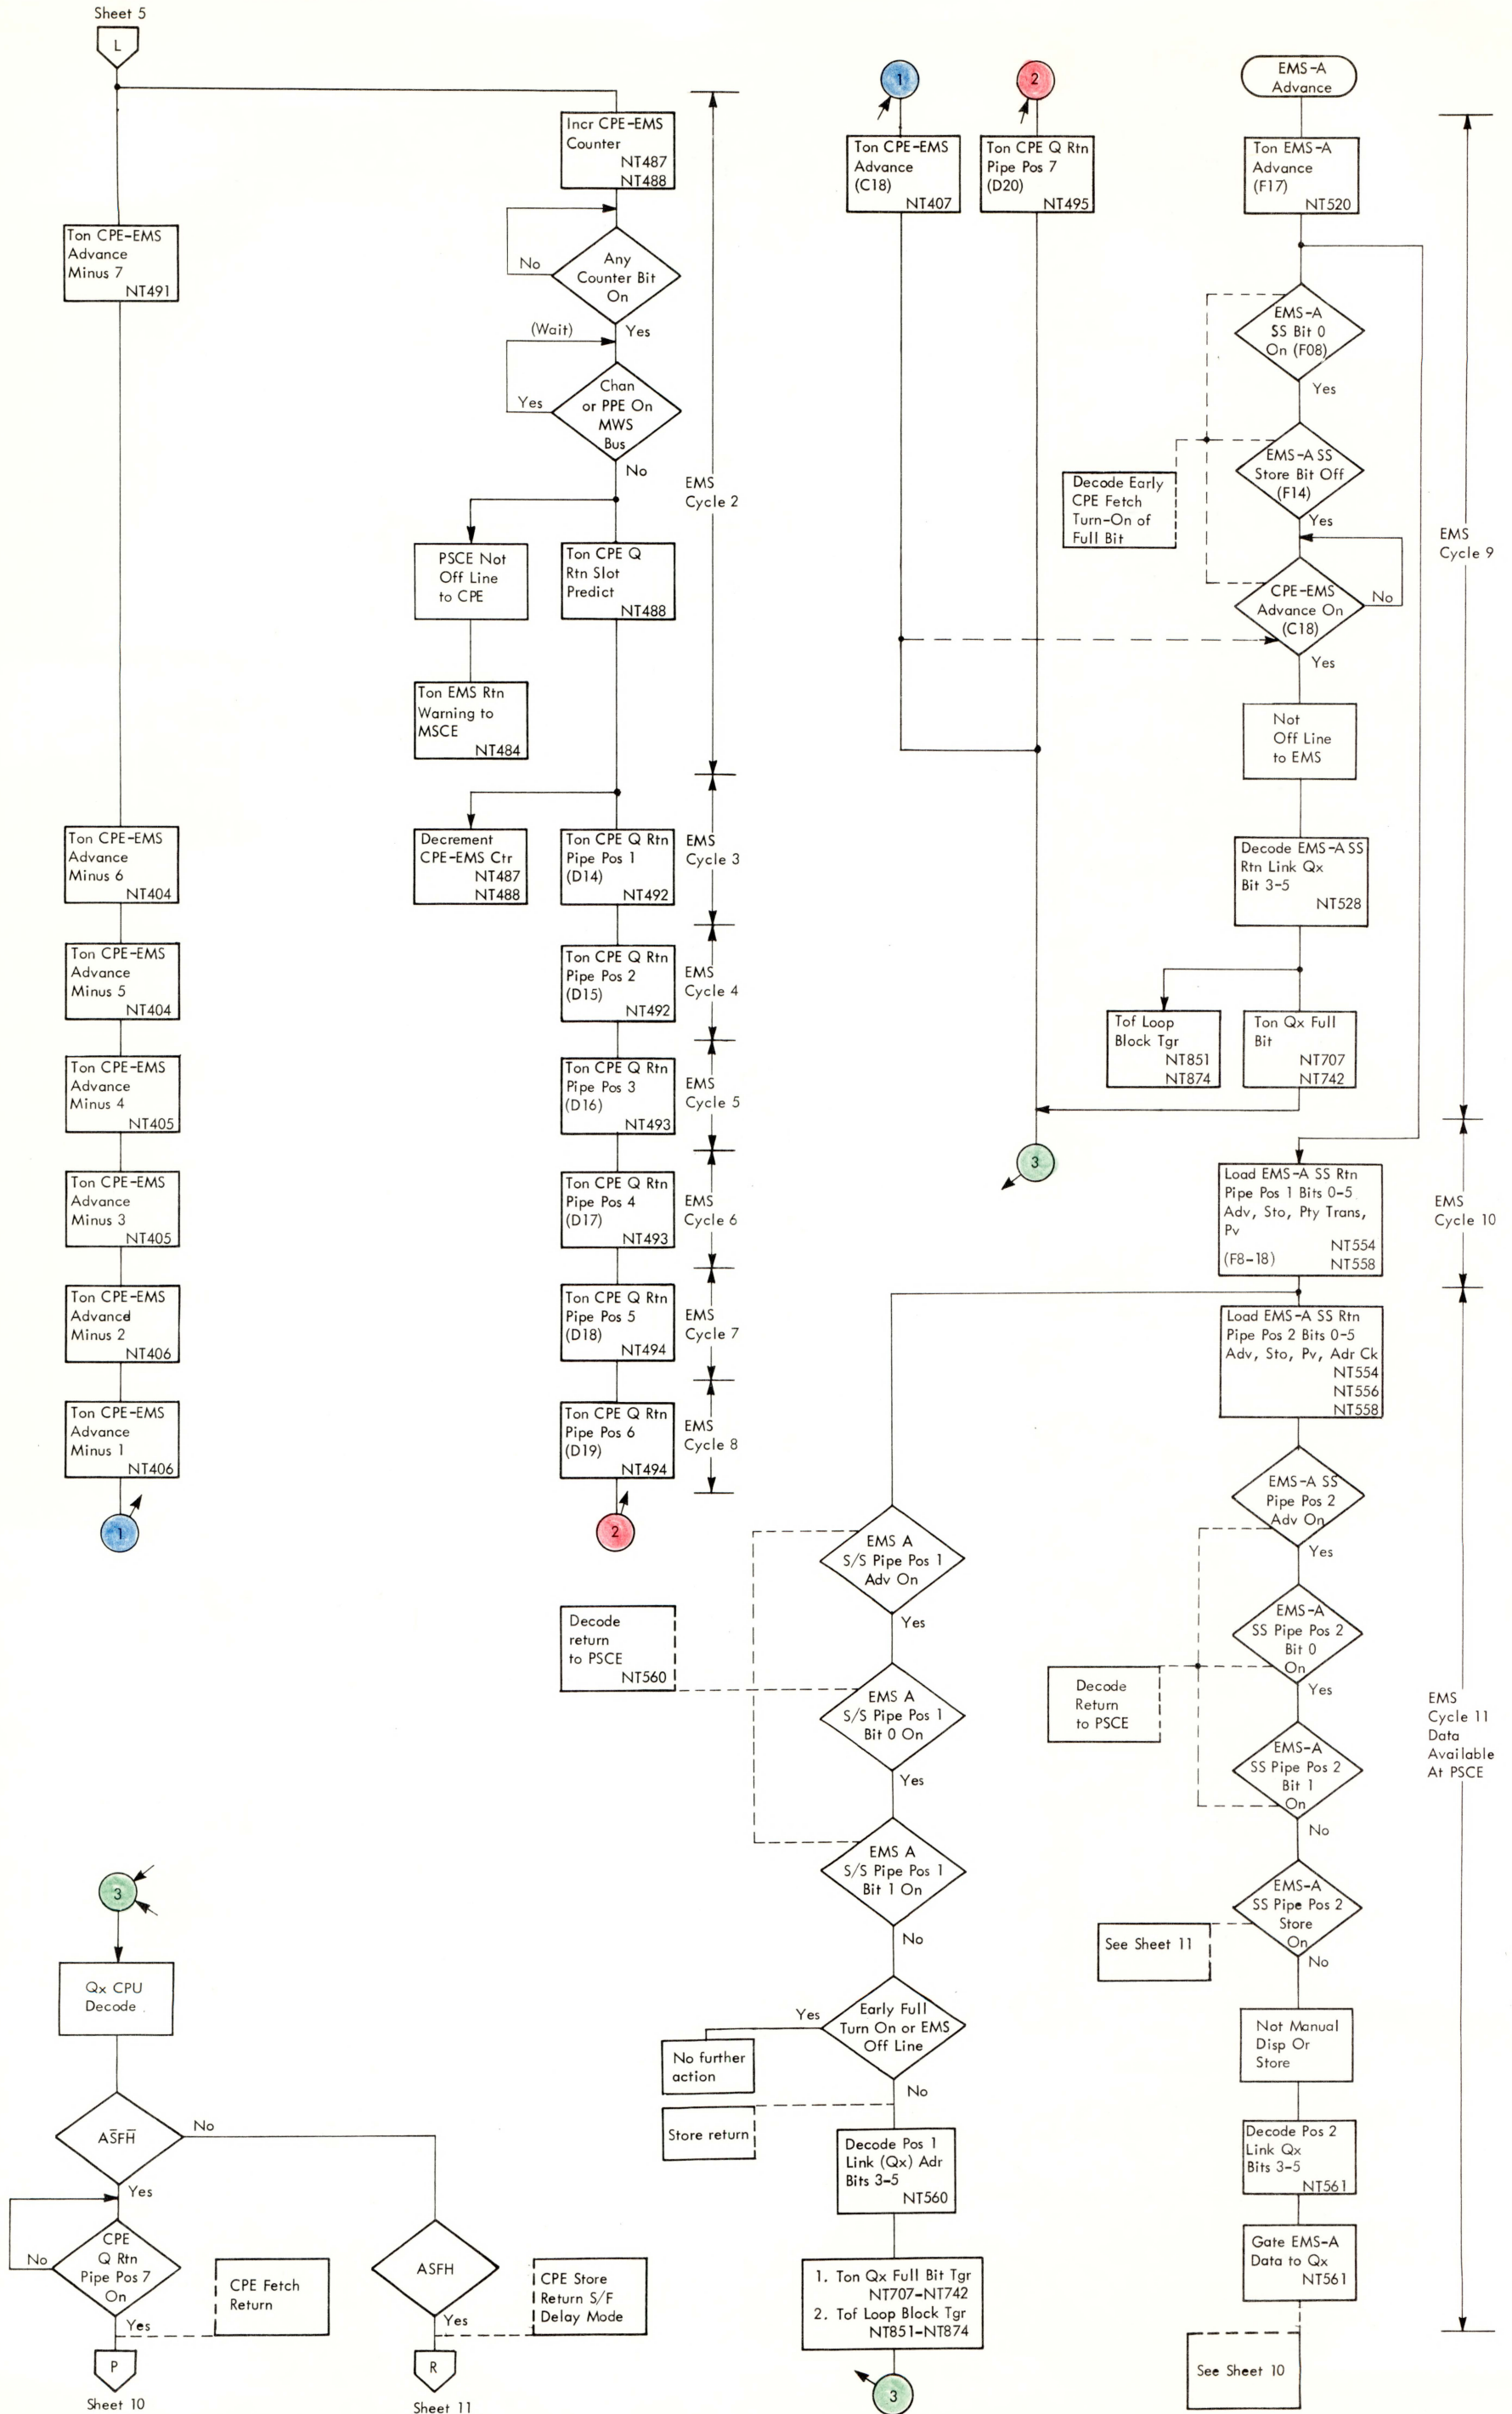 Sheet 5
L
Incr CPE-EMS
Counter
NT487
NT488
Ton CPE-EMS
Advance
Minus 7
NT491
Any
Counter Bit
On
No
Yes
(Wait)
Chan
or PPE On
MWS
Bus
Yes
No
EMS
Cycle 2
PSCE Not
Off Line
to CPE
Ton CPE Q
Rtn Slot
Predict
NT488
Ton EMS Rtn
Warning to
MSCE
NT484
Ton CPE-EMS
Advance
Minus 6
NT404
Decrement
CPE-EMS Ctr
NT487
NT488
Ton CPE Q Rtn
Pipe Pos 1
(D14)
NT492
EMS
Cycle 3
Ton CPE-EMS
Advance
Minus 5
NT404
Ton CPE Q Rtn
Pipe Pos 2
(D15)
NT492
EMS
Cycle 4
Ton CPE-EMS
Advance
Minus 4
NT405
Ton CPE Q Rtn
Pipe Pos 3
(D16)
NT493
EMS
Cycle 5
Ton CPE-EMS
Advance
Minus 3
NT405
Ton CPE Q Rtn
Pipe Pos 4
(D17)
NT493
EMS
Cycle 6
Ton CPE-EMS
Advanced
Minus 2
NT406
Ton CPE Q Rtn
Pipe Pos 5
(D18)
NT494
EMS
Cycle 7
Ton CPE-EMS
Advance
Minus 1
NT406
Ton CPE Q Rtn
Pipe Pos 6
(D19)
NT494
EMS
Cycle 8
1
2
1
2
EMS-A
Advance
Ton CPE-EMS
Advance
(C18)
NT407
Ton CPE Q Rtn
Pipe Pos 7
(D20)
NT495
Ton EMS-A
Advance
(F17)
NT520
EMS-A
SS Bit 0
On (F08)
Yes
EMS-A SS
Store Bit Off
(F14)
Yes
Decode Early
CPE Fetch
Turn-On of
Full Bit
EMS
Cycle 9
CPE-EMS
Advance On
(C18)
No
Yes
Not
Off Line
to EMS
Decode EMS-A SS
Rtn Link Qx
Bit 3-5
NT528
Tof Loop
Block Tgr
NT851
NT874
Ton Qx Full
Bit
NT707
NT742
3
Load EMS-A SS Rtn
Pipe Pos 1 Bits 0-5
Adv, Sto, Pty Trans,
Pv
NT554
(F8-18) NT558
EMS
Cycle 10
Load EMS-A SS Rtn
Pipe Pos 2 Bits 0-5
Adv, Sto, Pv, Adr Ck
NT554
NT556
NT558
EMS-A SS
Pipe Pos 2
Adv On
Yes
EMS-A
SS Pipe Pos 2
Bit 0
On
Yes
Decode
Return
to PSCE
EMS-A
SS Pipe Pos 2
Bit 1
On
No
EMS
Cycle 11
Data
Available
At PSCE
EMS-A
SS Pipe Pos 2
Store
On
No
See Sheet 11
Not Manual
Disp Or
Store
Decode Pos 2
Link Qx
Bits 3-5
NT561
Gate EMS-A
Data to Qx
NT561
See Sheet 10
EMS A
S/S Pipe Pos 1
Adv On
Yes
Decode
return
to PSCE
NT560
EMS A
S/S Pipe Pos 1
Bit 0 On
Yes
EMS A
S/S Pipe Pos 1
Bit 1 On
No
Early Full
Turn On or EMS
Off Line
Yes
No further
action
No
Store return
Decode Pos 1
Link (Qx) Adr
Bits 3-5
NT560
1. Ton Qx Full Bit Tgr
NT707-NT742
2. Tof Loop Block Tgr
NT851-NT874
3
3
Qx CPU
Decode
AS̅FH̅
No
Yes
CPE
Q Rtn
Pipe Pos 7
On
No
Yes
CPE Fetch
Return
P
Sheet 10
ASFH
Yes
CPE Store
Return S/F
Delay Mode
R
Sheet 11